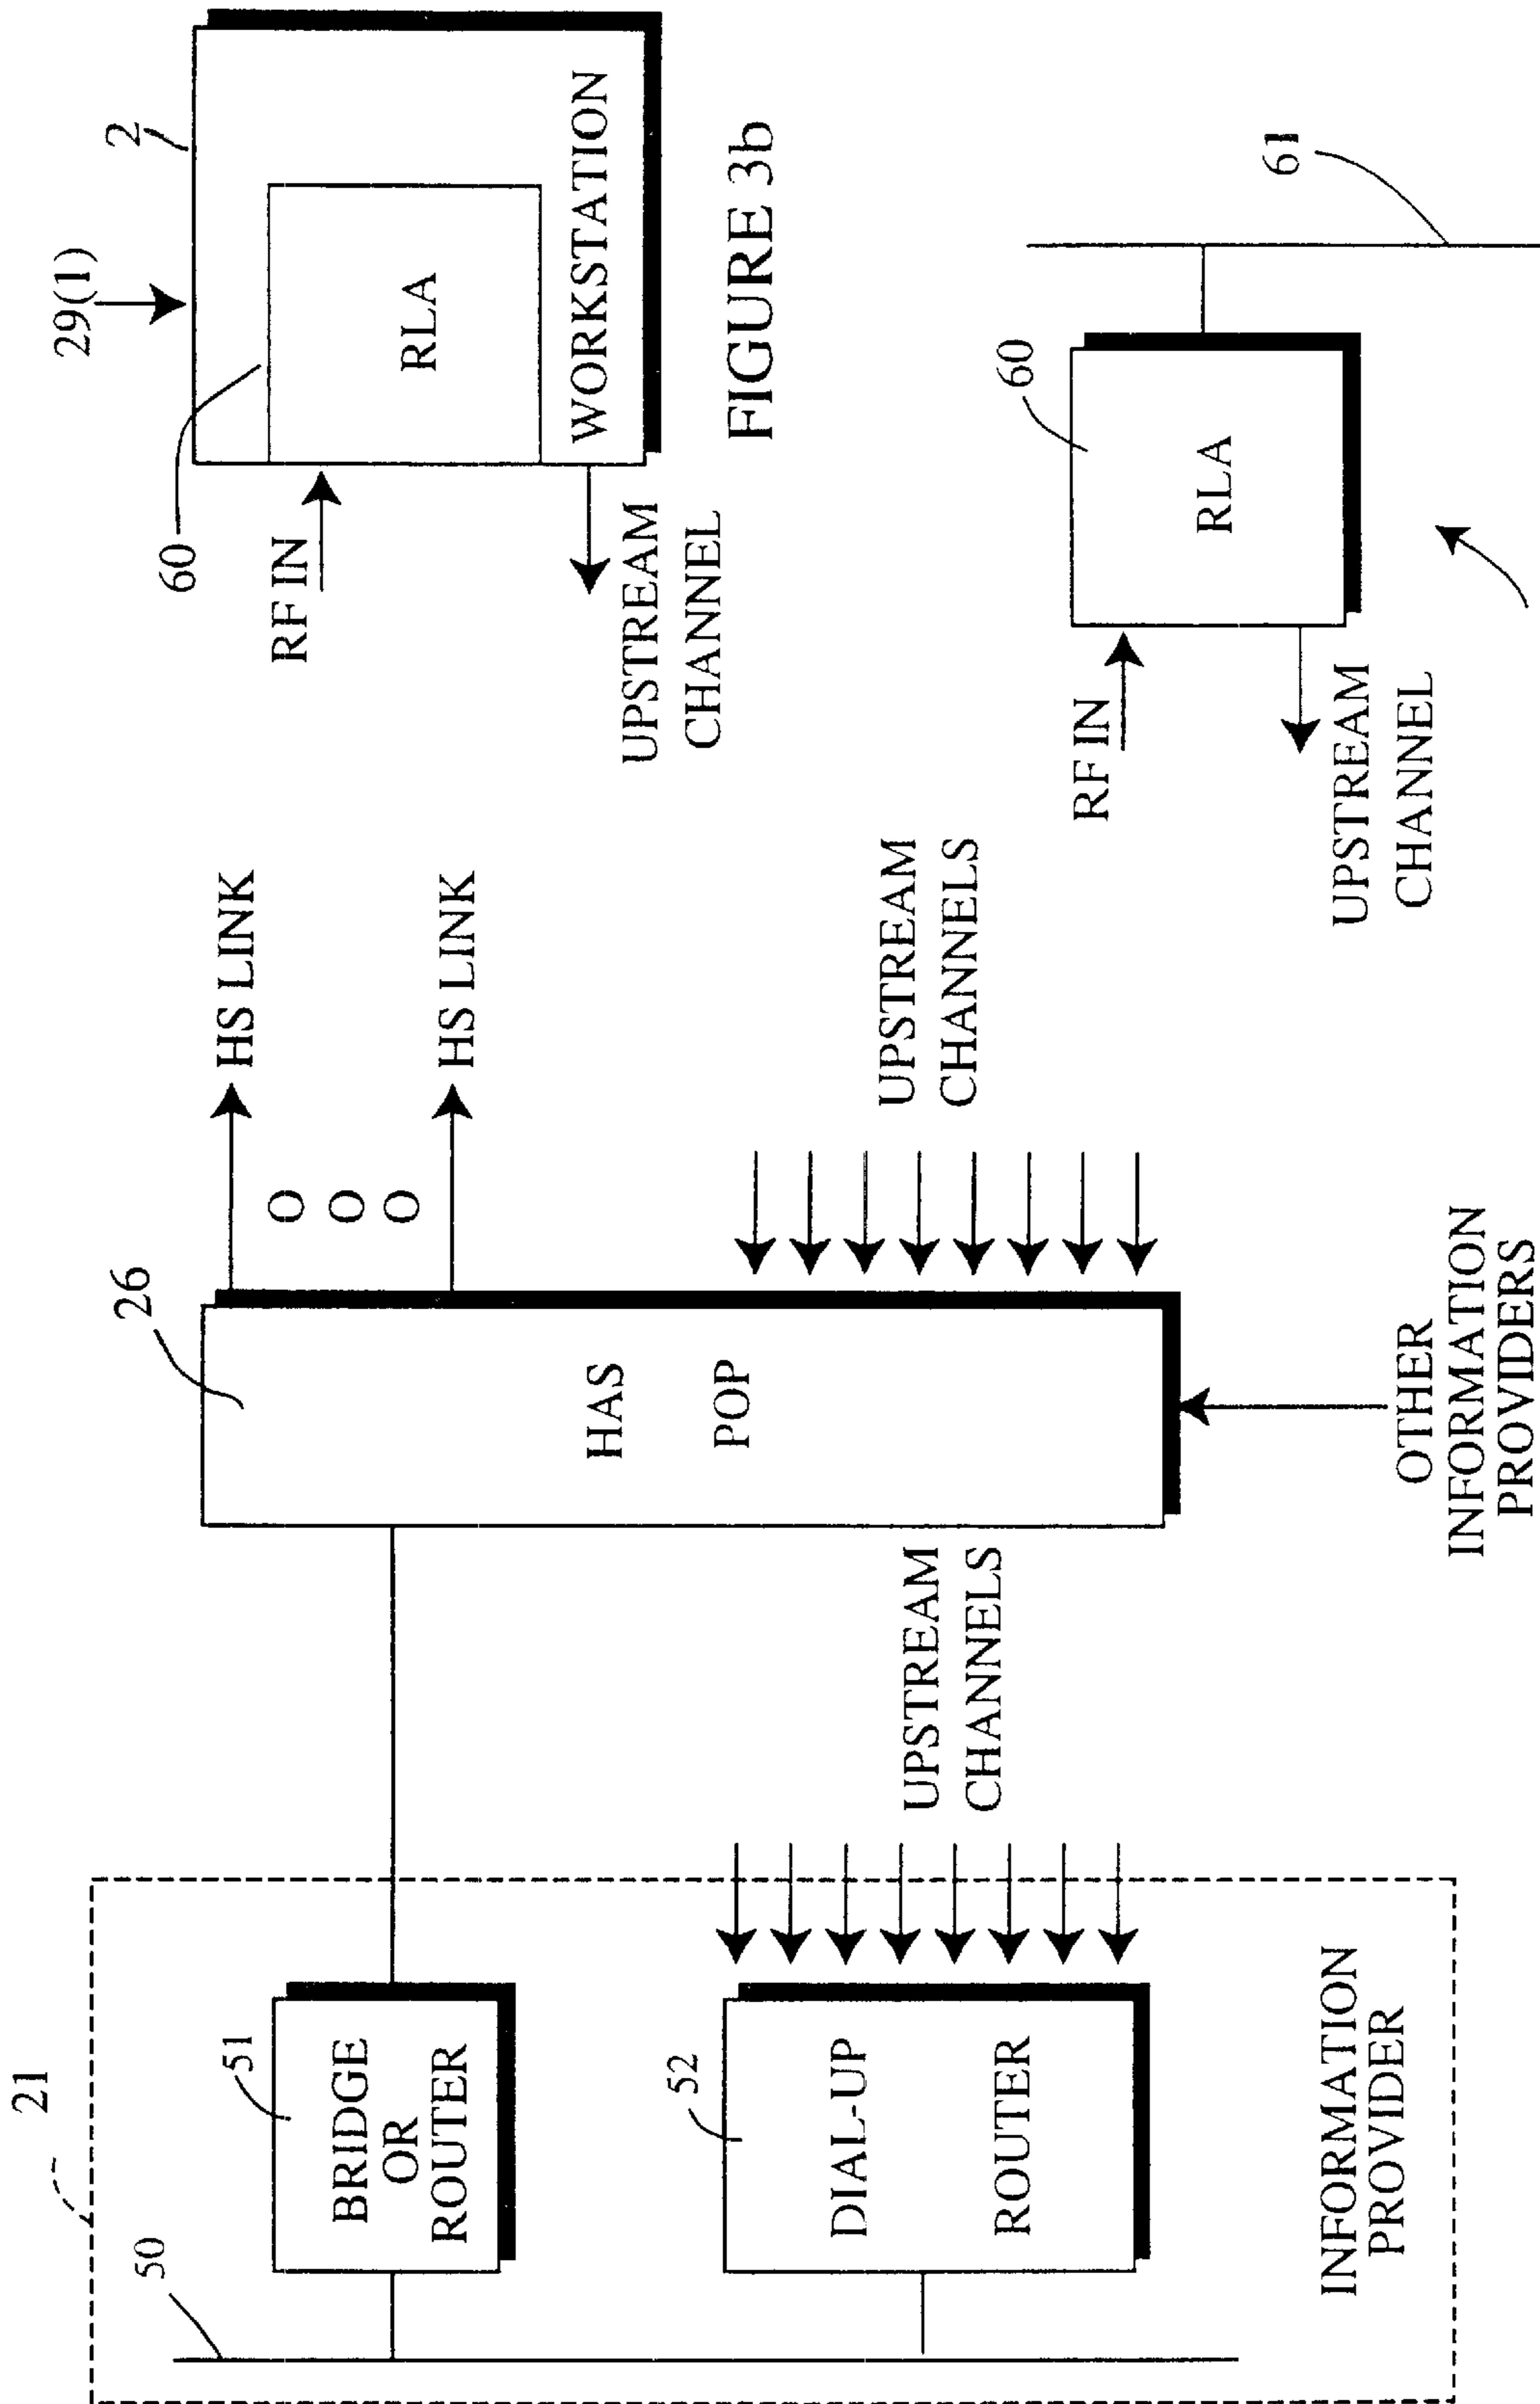 21
50
51
BRIDGE
OR
ROUTER
52
DIAL-UP
ROUTER
INFORMATION
PROVIDER
UPSTREAM
CHANNELS
26
HAS
POP
OTHER
INFORMATION
PROVIDERS
HS LINK
O
O
O
HS LINK
UPSTREAM
CHANNELS
29(1)
2
60
RF IN
RLA
WORKSTATION
UPSTREAM
CHANNEL
FIGURE 3b
60
RF IN
RLA
61
UPSTREAM
CHANNEL